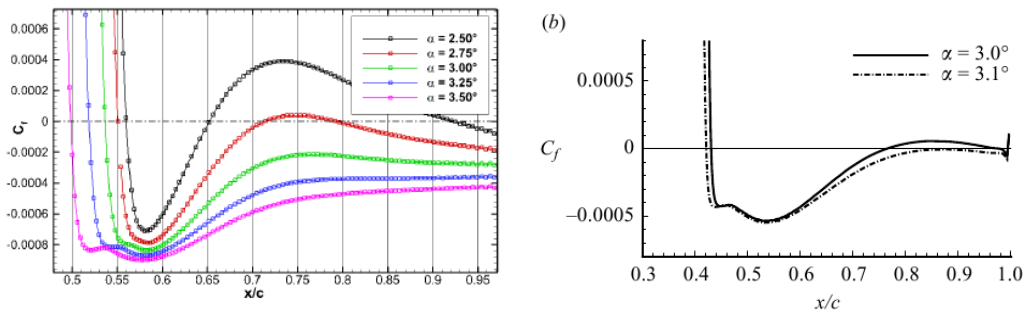 0.0006
0.0004
0.0002
0
-0.0002
-0.0004
-0.0006
-0.0008
C_f
0.5 0.55 0.6 0.65 0.7 0.75 0.8 0.85 0.9 0.95
x/c
α = 2.50°
α = 2.75°
α = 3.00°
α = 3.25°
α = 3.50°
(b)
α = 3.0°
α = 3.1°
0.0005
C_f 0
−0.0005
0.3 0.4 0.5 0.6 0.7 0.8 0.9 1.0
x/c